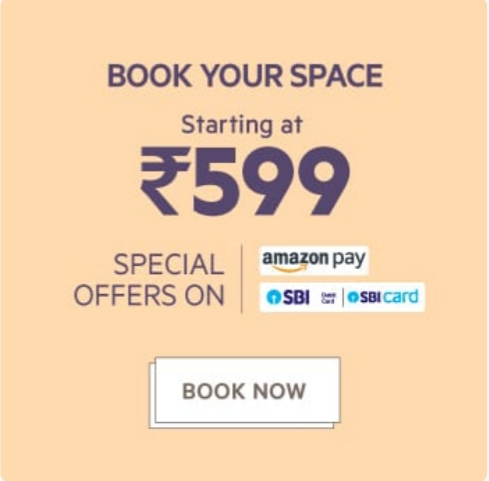 BOOK YOUR SPACE
Starting at
₹599
SPECIAL
OFFERS ON
amazon pay
SBI Debit Card | SBI card
BOOK NOW